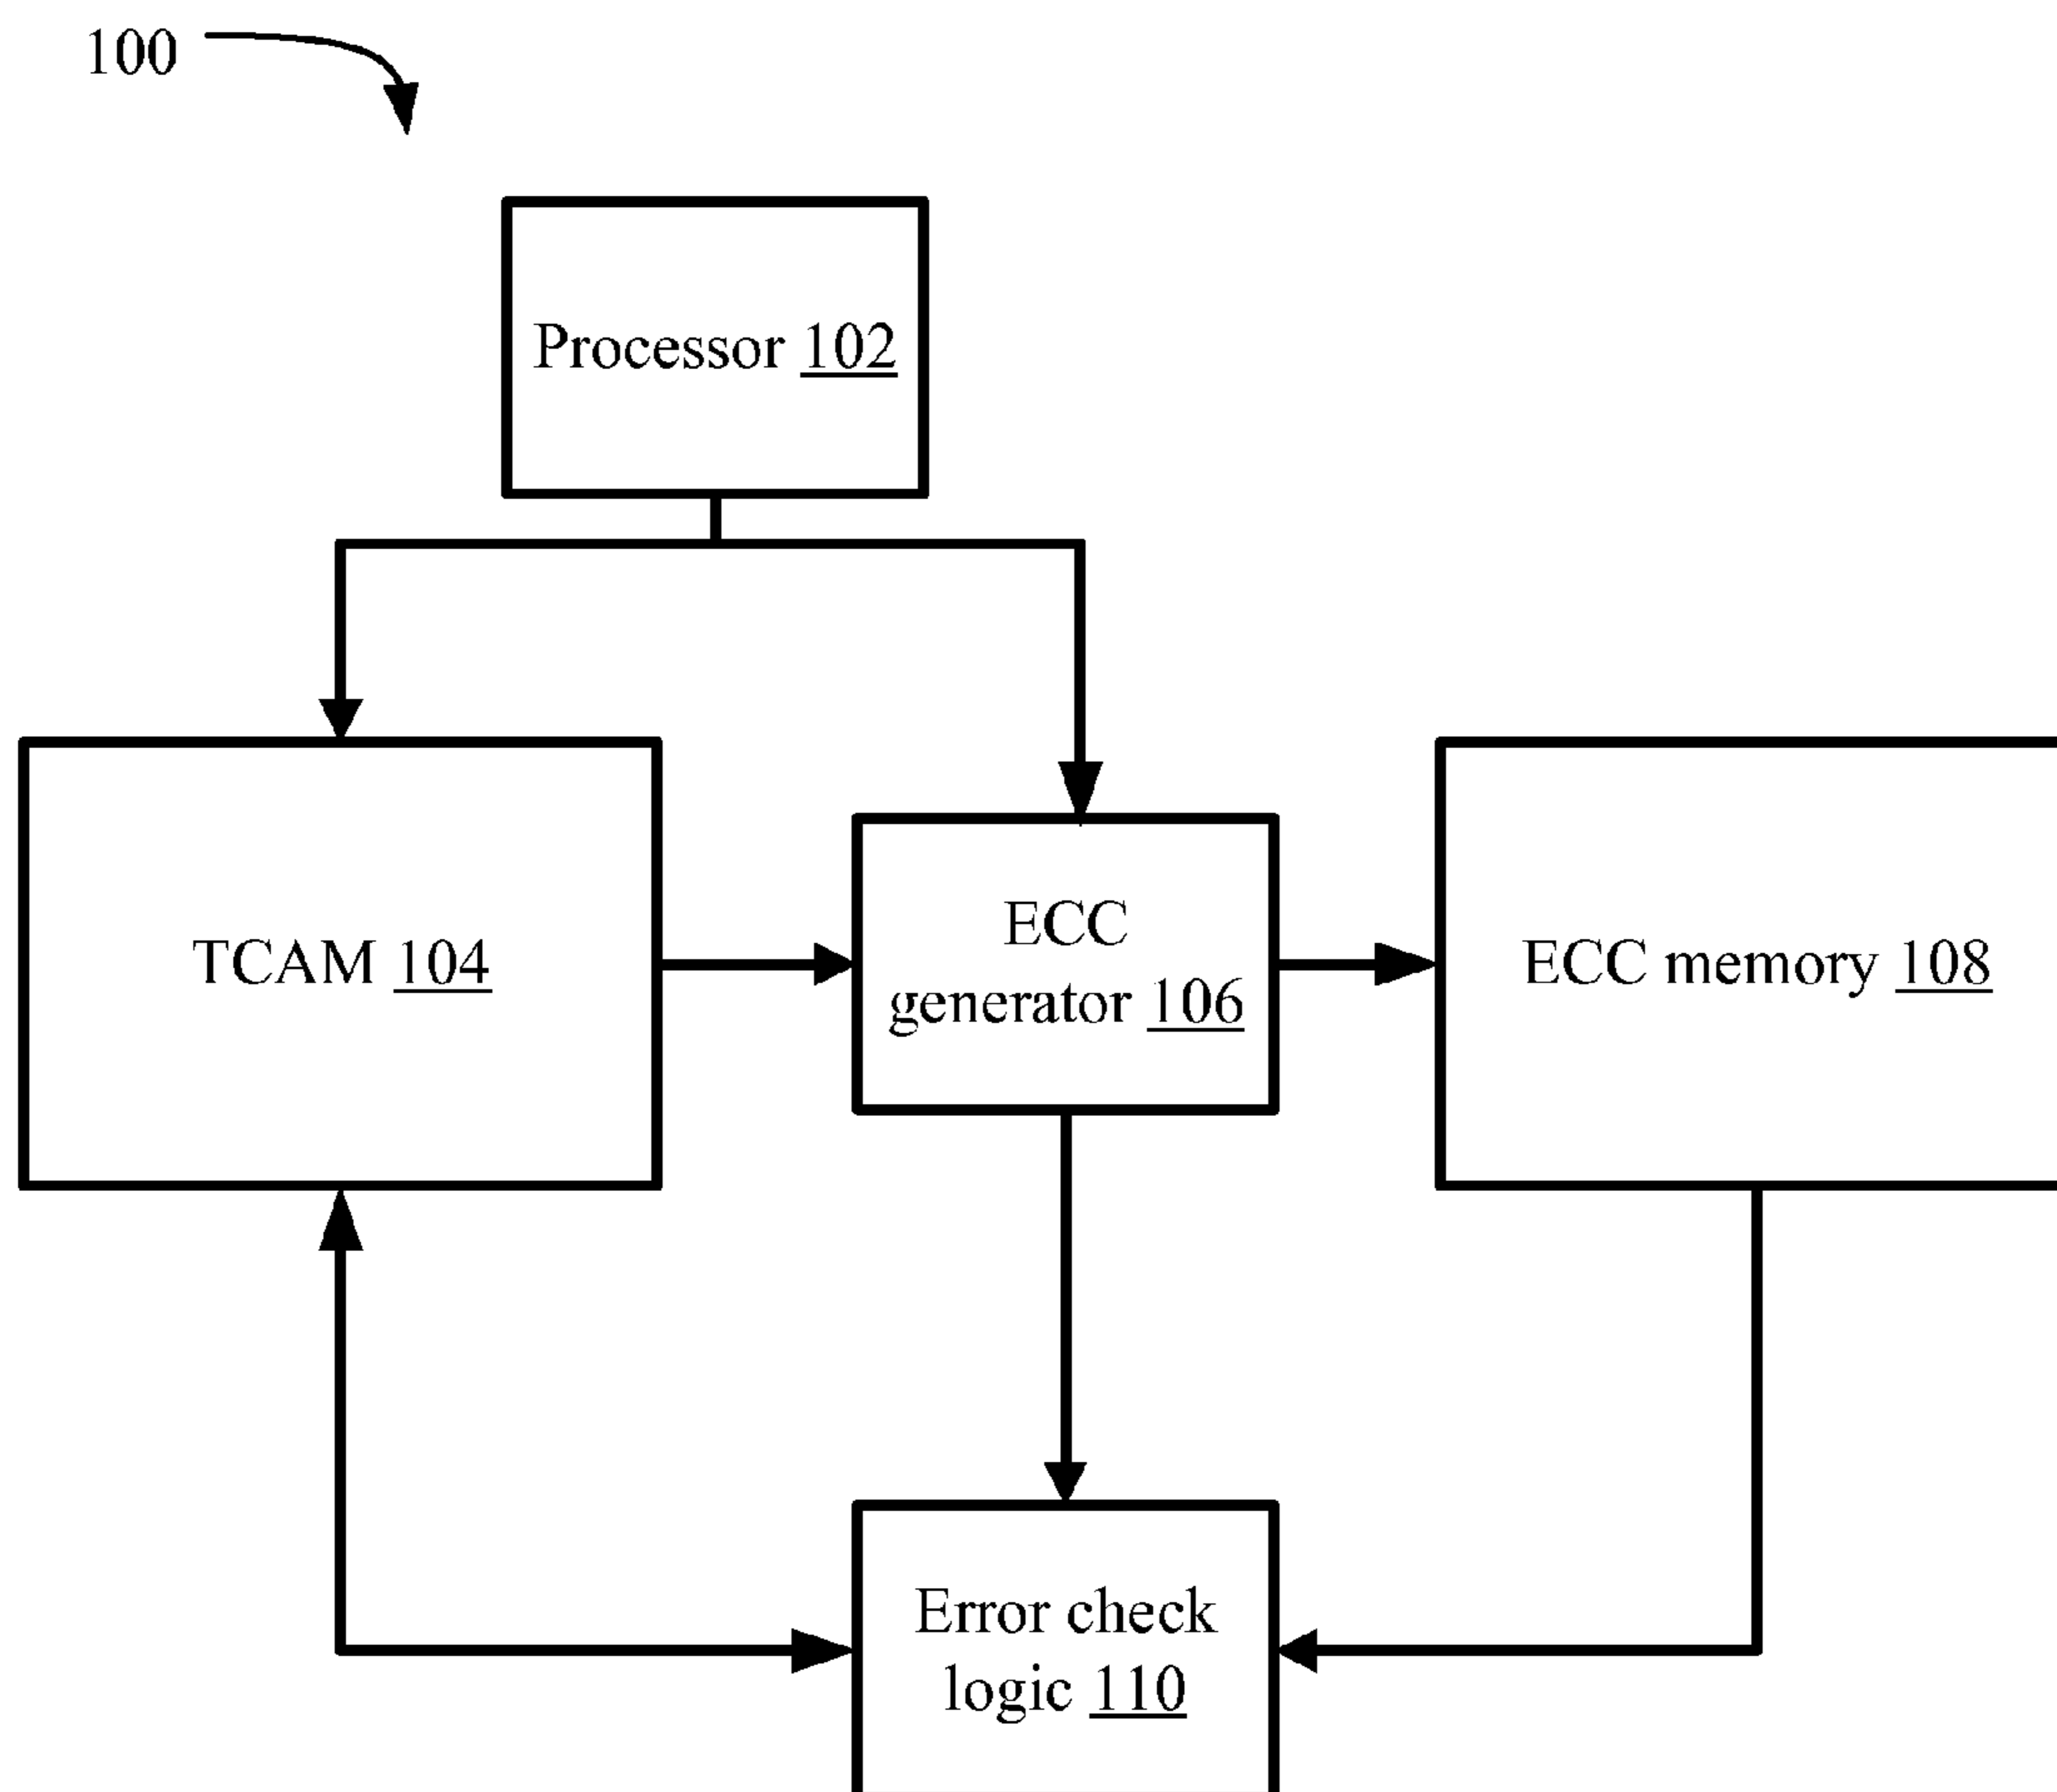 100
Processor 102
TCAM 104
ECC
generator 106
ECC memory 108
Error check
logic 110